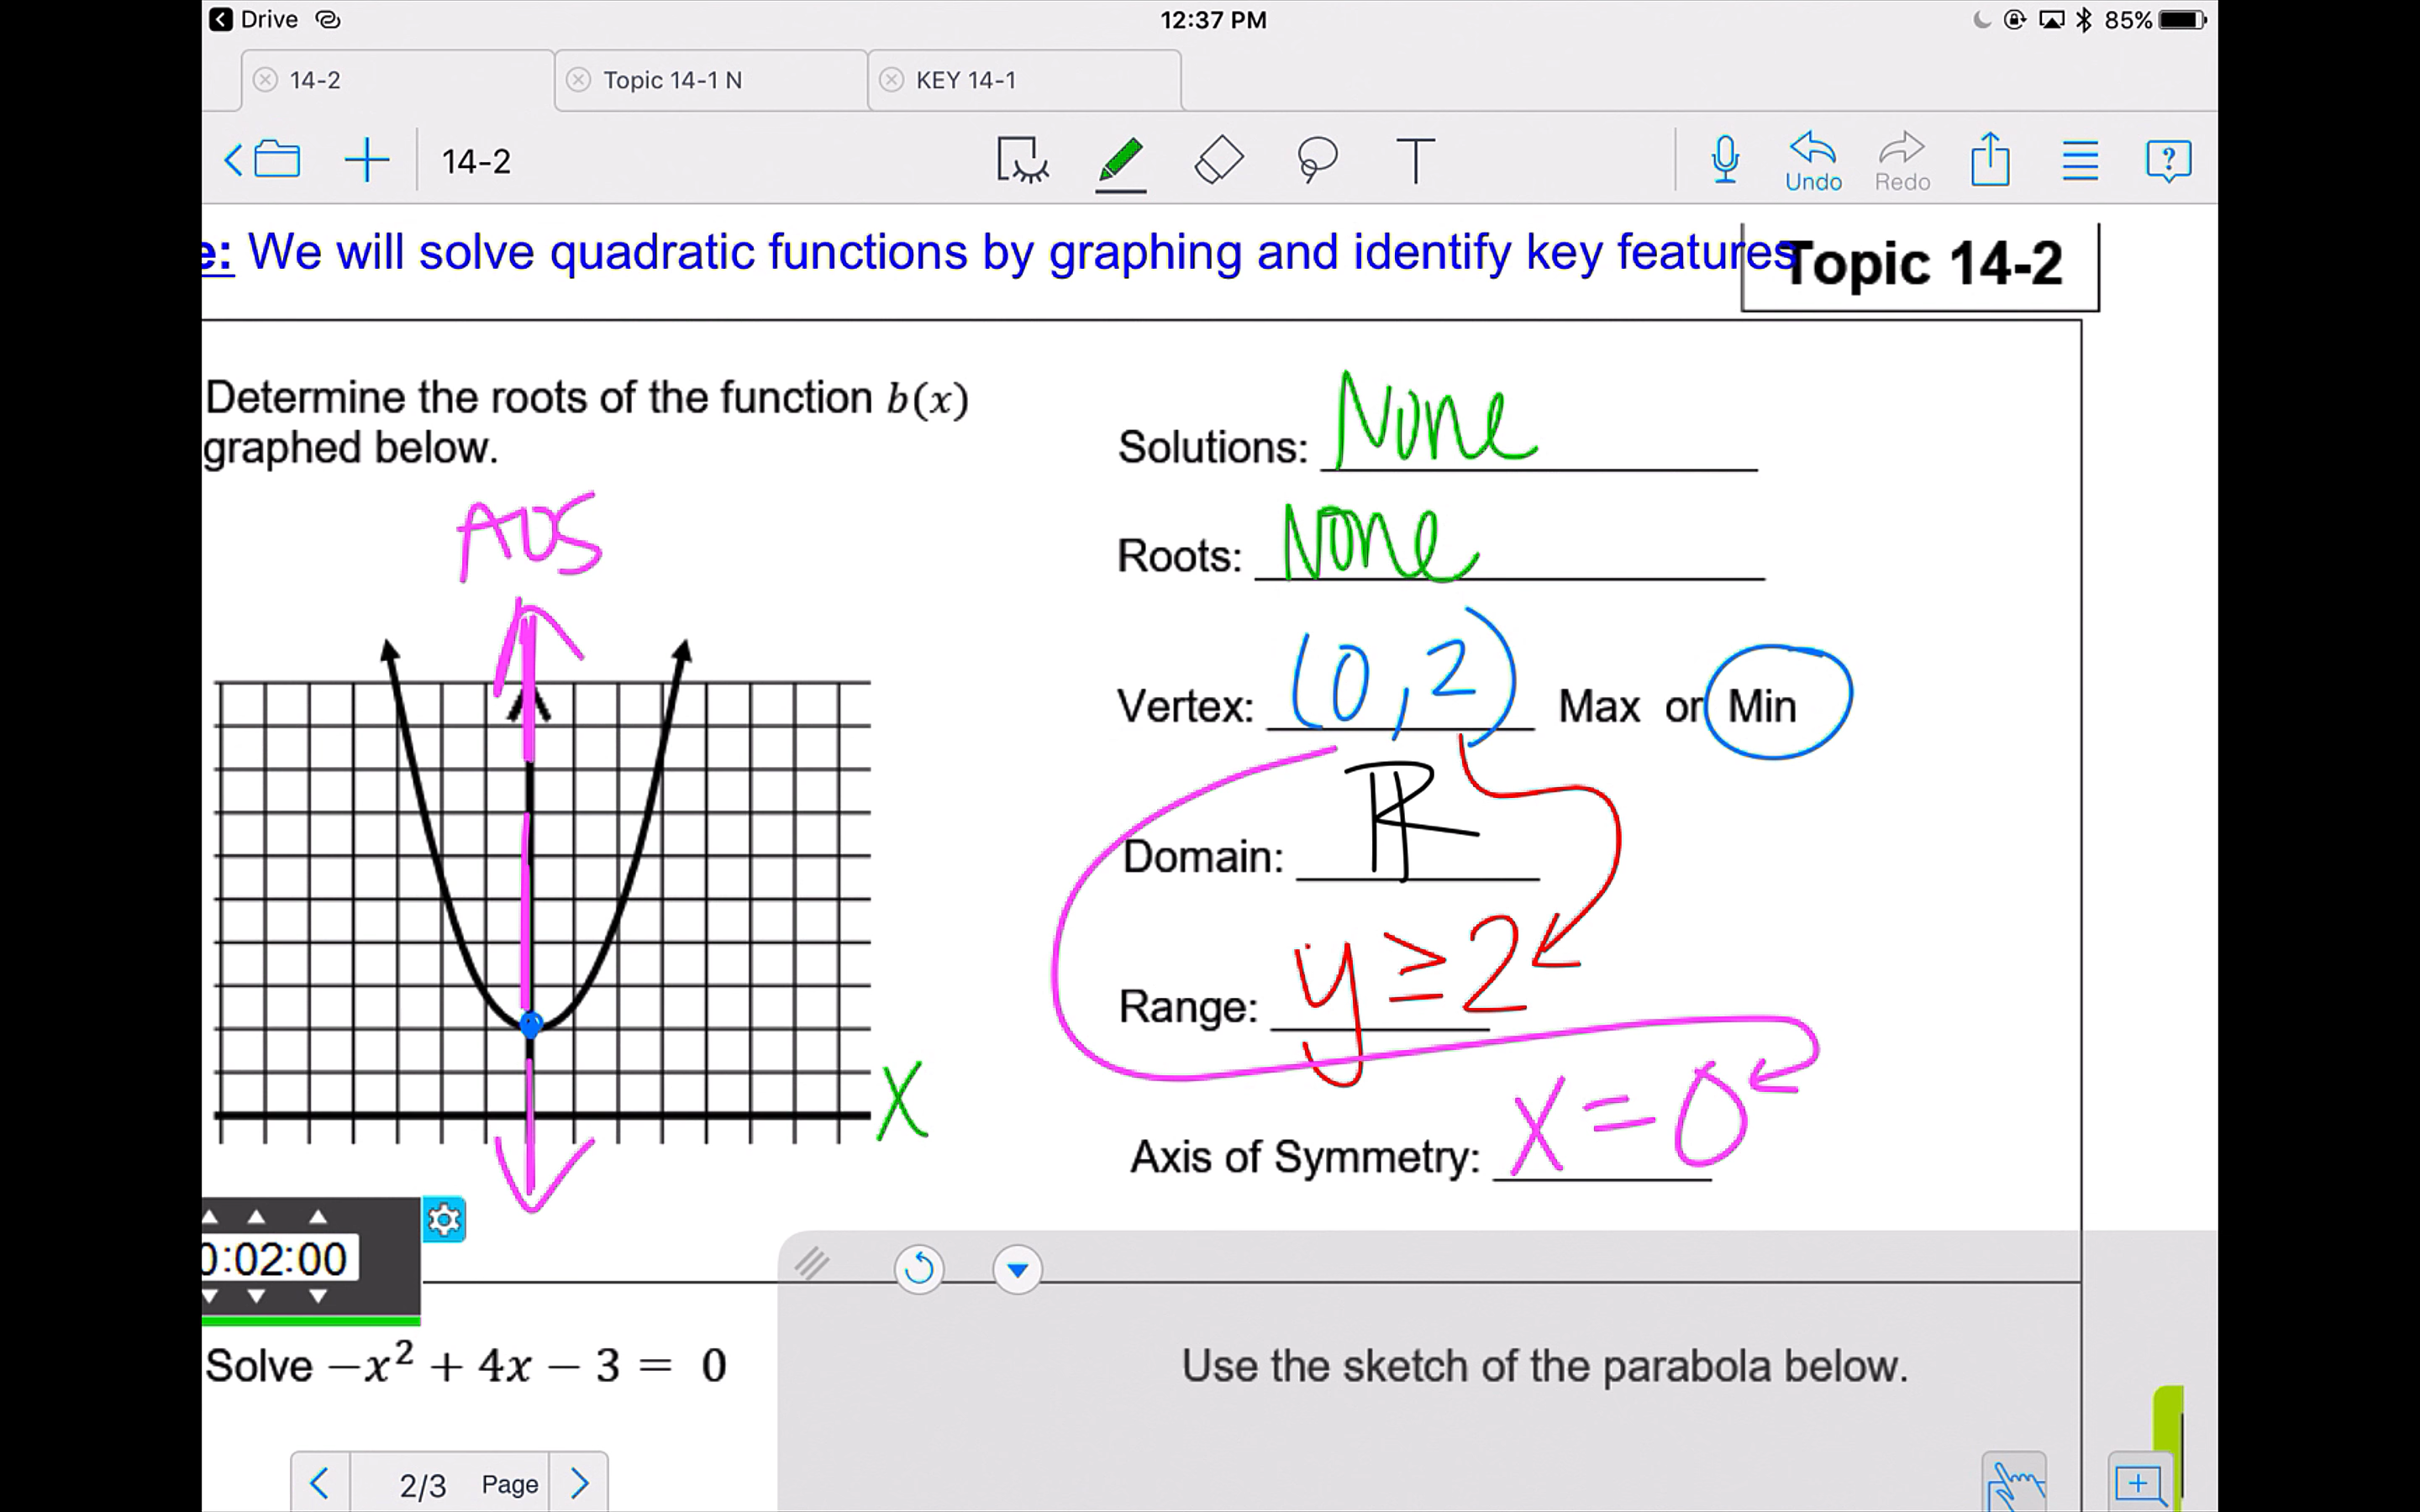 Drive 12:37 PM 85%
14-2 Topic 14-1 N KEY 14-1
14-2 T Undo Redo ?
e: We will solve quadratic functions by graphing and identify key features
Topic 14-2
Determine the roots of the function b(x)
graphed below.
AOS
X
Solutions: None
Roots: None
Vertex: (0,2) Max or Min
Domain: ℝ
Range: y ≥ 2
Axis of Symmetry: X = 0
0:02:00
Solve −x² + 4x − 3 = 0
Use the sketch of the parabola below.
2/3 Page